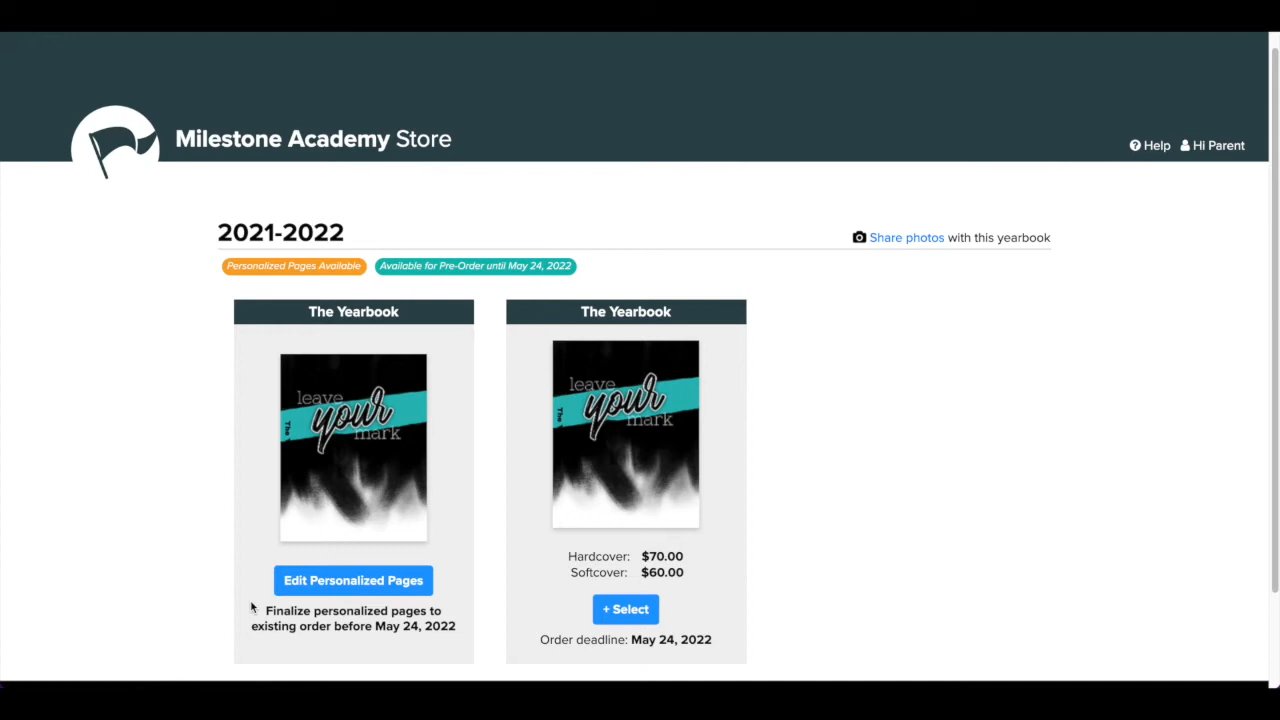 Milestone Academy Store
Help Hi Parent
2021-2022
Share photos with this yearbook
Personalized Pages Available
Available for Pre-Order until May 24, 2022
The Yearbook
leave
your
mark
Edit Personalized Pages
Finalize personalized pages to
existing order before May 24, 2022
The Yearbook
leave
your
mark
Hardcover: $70.00
Softcover: $60.00
+ Select
Order deadline: May 24, 2022